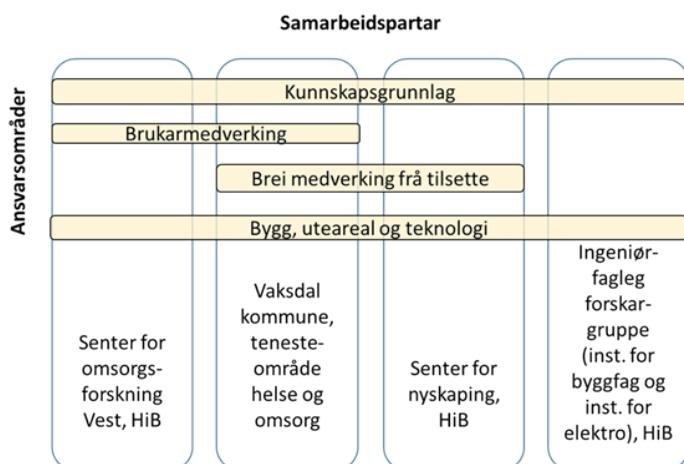 Samarbeidspartar
Ansvarsområder
Kunnskapsgrunnlag
Brukarmedverking
Brei medverking frå tilsette
Bygg, uteareal og teknologi
Senter for
omsorgs-
forskning
Vest, HiB
Vaksdal
kommune,
teneste-
område
helse og
omsorg
Senter for
nyskaping,
HiB
Ingeniør-
fagleg
forskar-
gruppe
(inst. for
byggfag og
inst. for
elektro), HiB